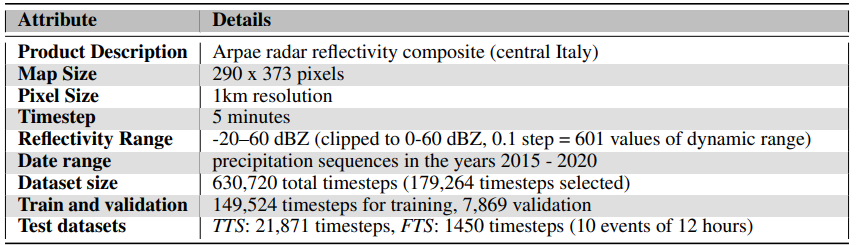 Attribute Details
Product Description Arpae radar reflectivity composite (central Italy)
Map Size 290 x 373 pixels
Pixel Size 1km resolution
Timestep 5 minutes
Reflectivity Range -20–60 dBZ (clipped to 0-60 dBZ, 0.1 step = 601 values of dynamic range)
Date range precipitation sequences in the years 2015 - 2020
Dataset size 630,720 total timesteps (179,264 timesteps selected)
Train and validation 149,524 timesteps for training, 7,869 validation
Test datasets TTS: 21,871 timesteps, FTS: 1450 timesteps (10 events of 12 hours)